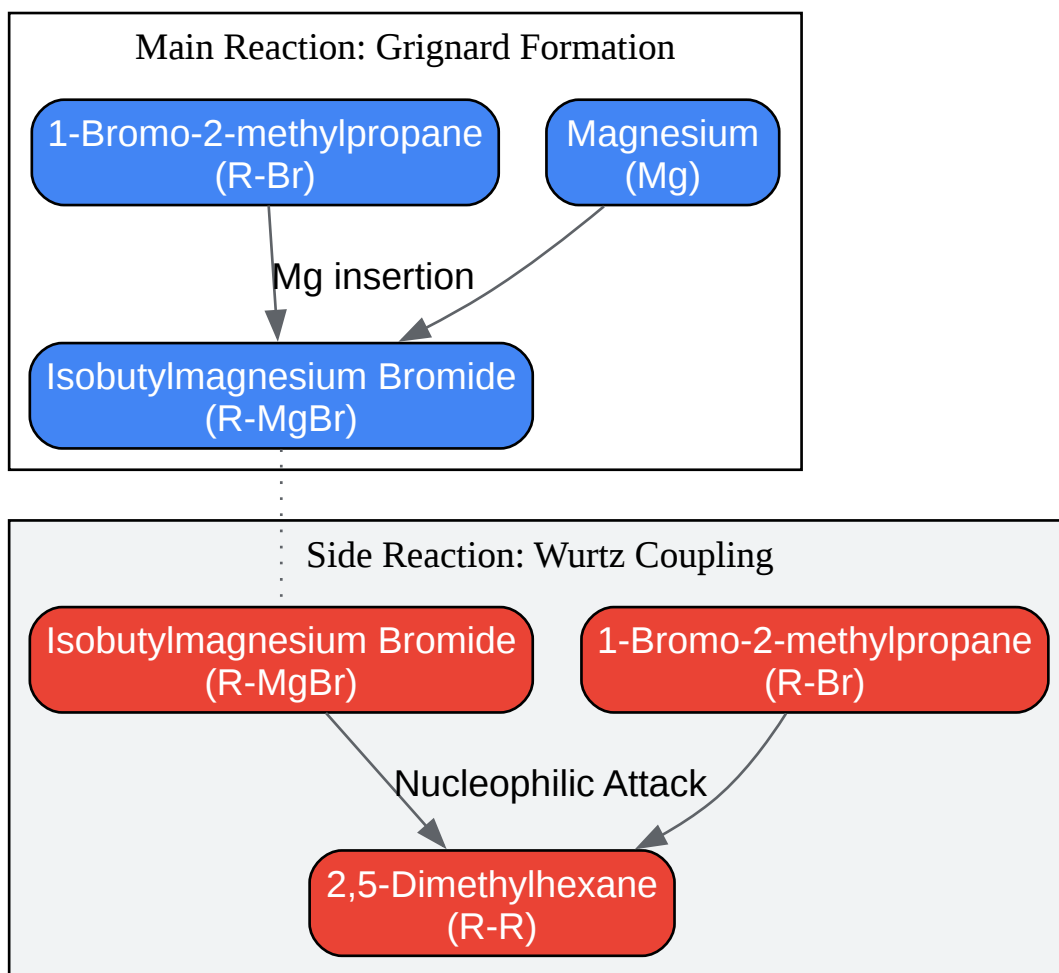 Main Reaction: Grignard Formation
1-Bromo-2-methylpropane
(R-Br)
Magnesium
(Mg)
Mg insertion
Isobutylmagnesium Bromide
(R-MgBr)
Side Reaction: Wurtz Coupling
Isobutylmagnesium Bromide
(R-MgBr)
1-Bromo-2-methylpropane
(R-Br)
Nucleophilic Attack
2,5-Dimethylhexane
(R-R)